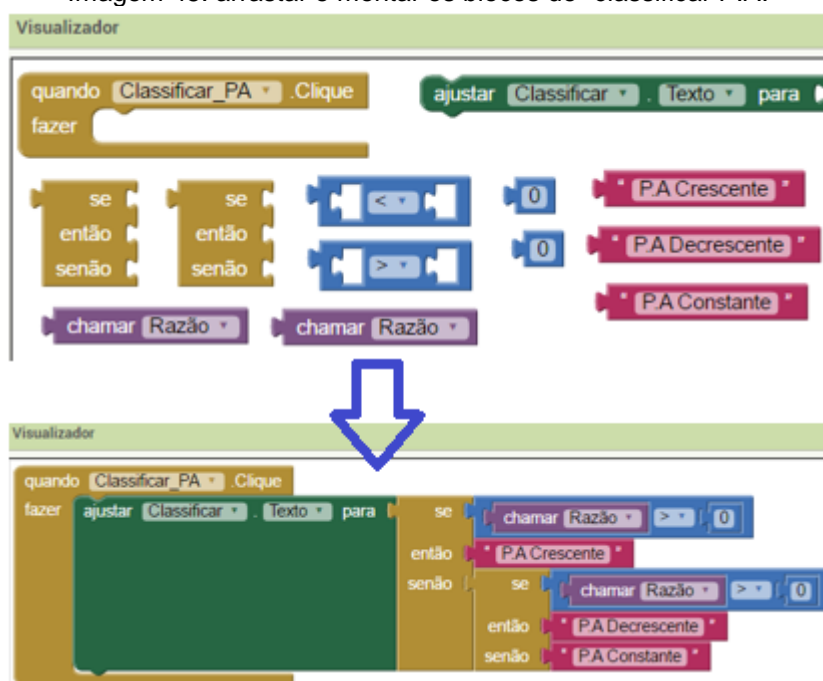 Visualizador
quando Classificar_PA .Clique
fazer
ajustar Classificar . Texto para
se
então
senão
se
então
senão
<
>
0
0
" P.A Crescente "
" P.A Decrescente "
" P.A Constante "
chamar Razão
chamar Razão
Visualizador
quando Classificar_PA .Clique
fazer ajustar Classificar . Texto para se chamar Razão > 0
então " P.A Crescente "
senão se chamar Razão > 0
então " P.A Decrescente "
senão " P.A Constante "